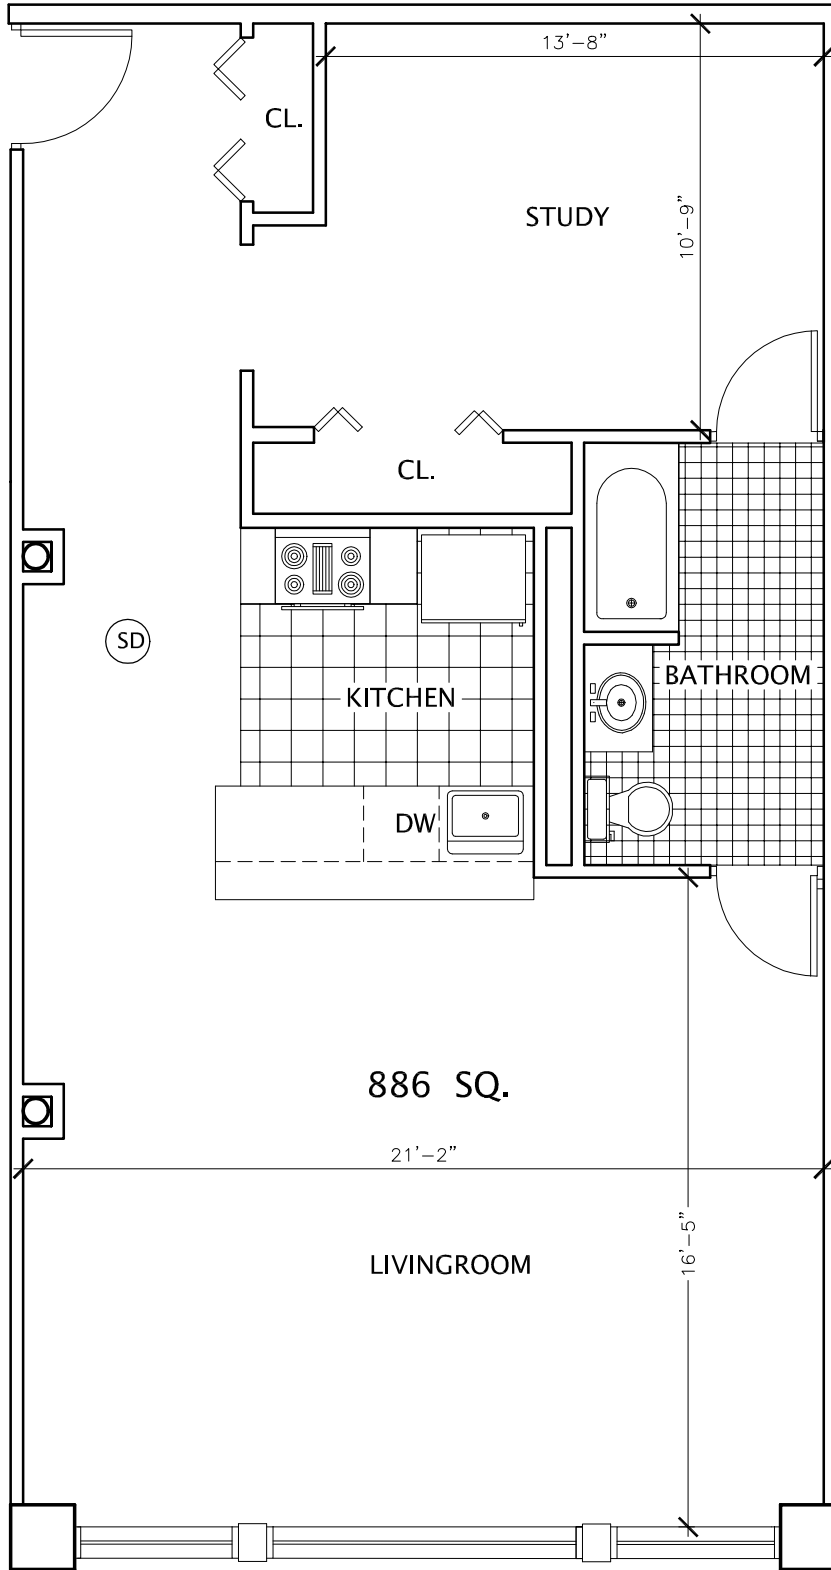 13'-8"
CL.
STUDY
10'-9"
CL.
SD
BATHROOM
KITCHEN
DW
886 SQ.
21'-2"
16'-5"
LIVINGROOM